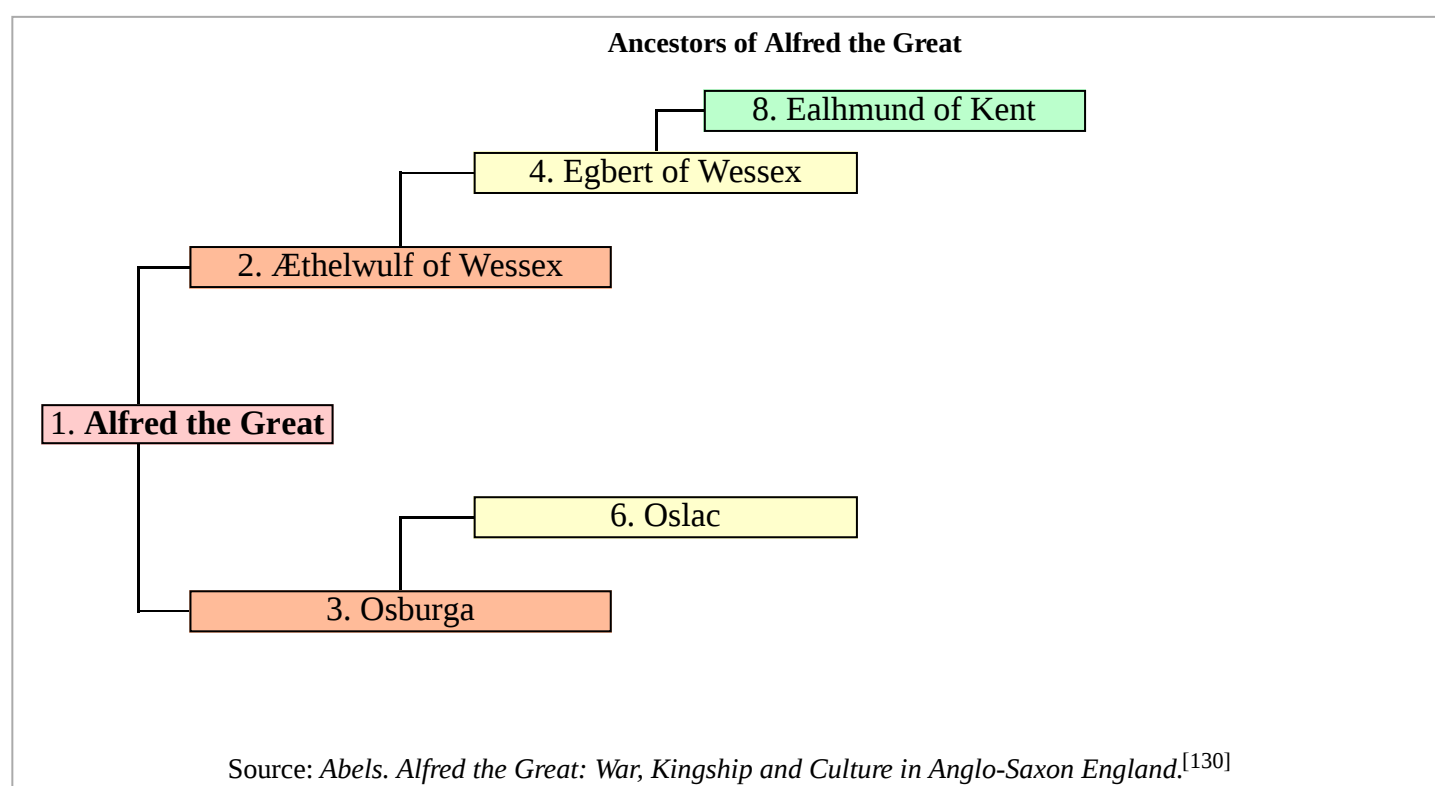 Ancestors of Alfred the Great
8. Ealhmund of Kent
4. Egbert of Wessex
2. Æthelwulf of Wessex
1. Alfred the Great
6. Oslac
3. Osburga
Source: Abels. Alfred the Great: War, Kingship and Culture in Anglo-Saxon England.[130]